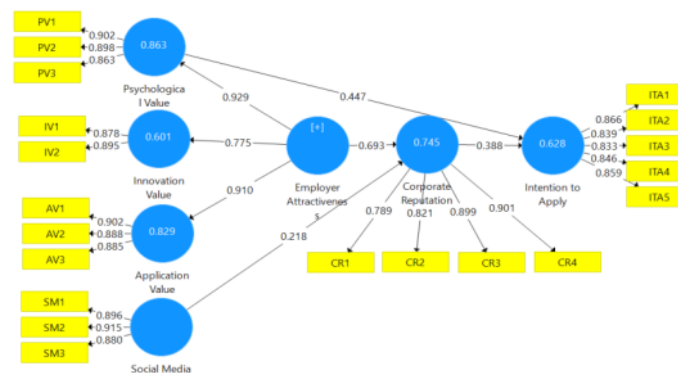 PV1
PV2
PV3
0.902
0.898
0.863
0.863
Psychologica
l Value
0.929
0.447
IV1
IV2
0.878
0.895
0.601
Innovation
Value
0.775
[+]
Employer
Attractivenes
s
0.693
0.745
Corporate
Reputation
0.388
0.628
Intention to
Apply
0.866
0.839
0.833
0.846
0.859
ITA1
ITA2
ITA3
ITA4
ITA5
0.910
AV1
AV2
AV3
0.902
0.888
0.885
0.829
Application
Value
0.218
0.789
0.821
0.899
0.901
CR1
CR2
CR3
CR4
SM1
SM2
SM3
0.896
0.915
0.880
Social Media